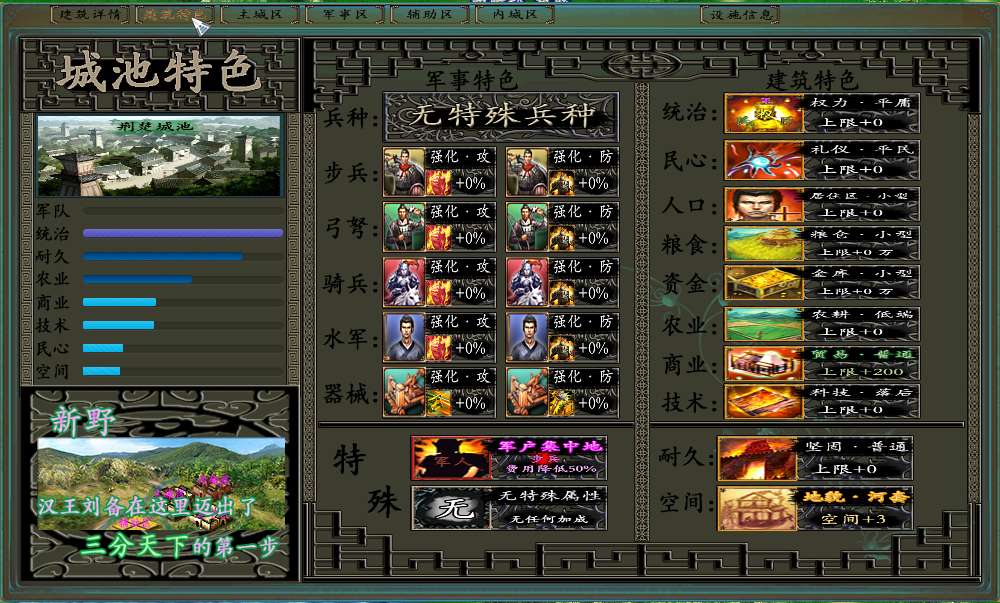 建筑详情 建筑特色 主城区 军事区 辅助区 内城区 设施信息
城池特色
荆楚城池
军队
统治
耐久
农业
商业
技术
民心
空间
新野
汉王刘备在这里迈出了
三分天下的第一步
军事特色
兵种: 无特殊兵种
步兵: 强化·攻 +0% 强化·防 +0%
弓弩: 强化·攻 +0% 强化·防 +0%
骑兵: 强化·攻 +0% 强化·防 +0%
水军: 强化·攻 +0% 强化·防 +0%
器械: 强化·攻 +0% 强化·防 +0%
建筑特色
统治: 权力·平庸
上限+0
民心: 礼仪·平民
上限+0
人口: 居住区·小型
上限+0
粮食: 粮仓·小型
上限+0 万
资金: 金库·小型
上限+0 万
农业: 农耕·低端
上限+0
商业: 贸易·普通
上限+200
技术: 科技·落后
上限+0
特殊
军人
军户集中地
步兵
费用降低50%
无
无特殊属性
无任何加成
耐久: 坚固·普通
上限+0
空间: 地貌·河畚
空间+3